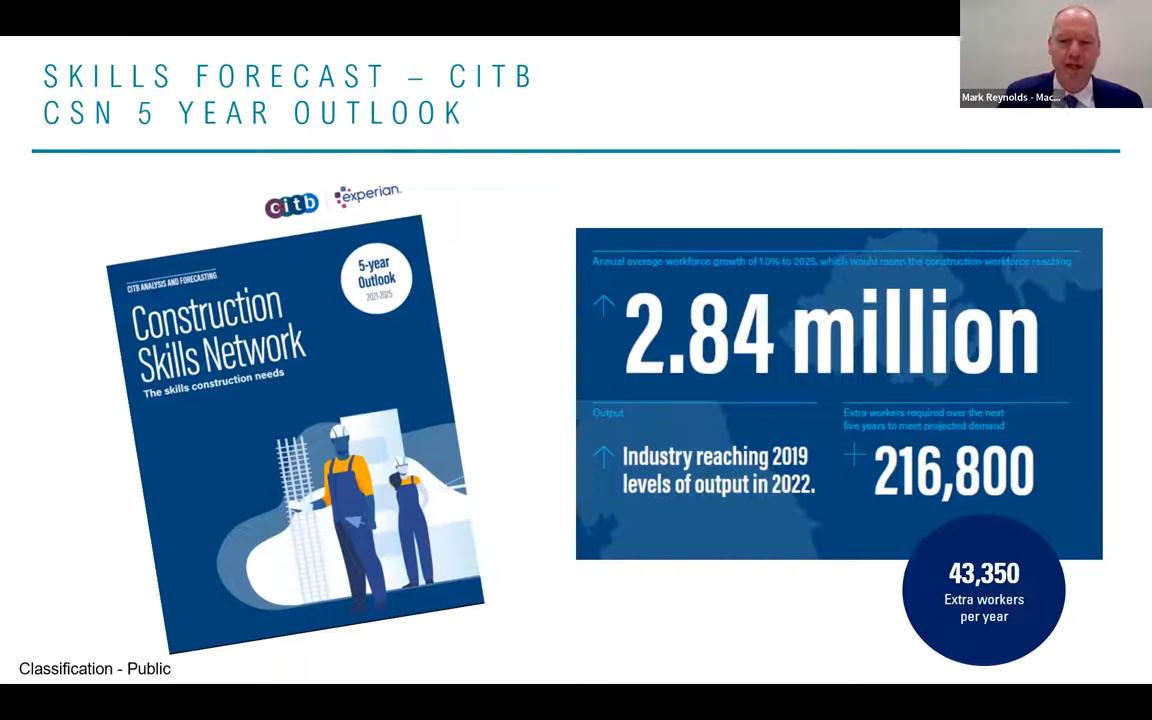 SKILLS FORECAST – CITB
CSN 5 YEAR OUTLOOK
Mark Reynolds - Mac...
citb experian.
CITB ANALYSIS AND FORECASTING
5-year
Outlook
2021-2025
Construction
Skills Network
The skills construction needs
Annual average workforce growth of 1.0% to 2025, which would mean the construction workforce reaching
2.84 million
Output
Industry reaching 2019
levels of output in 2022.
Extra workers required over the next
five years to meet projected demand
216,800
43,350
Extra workers
per year
Classification - Public